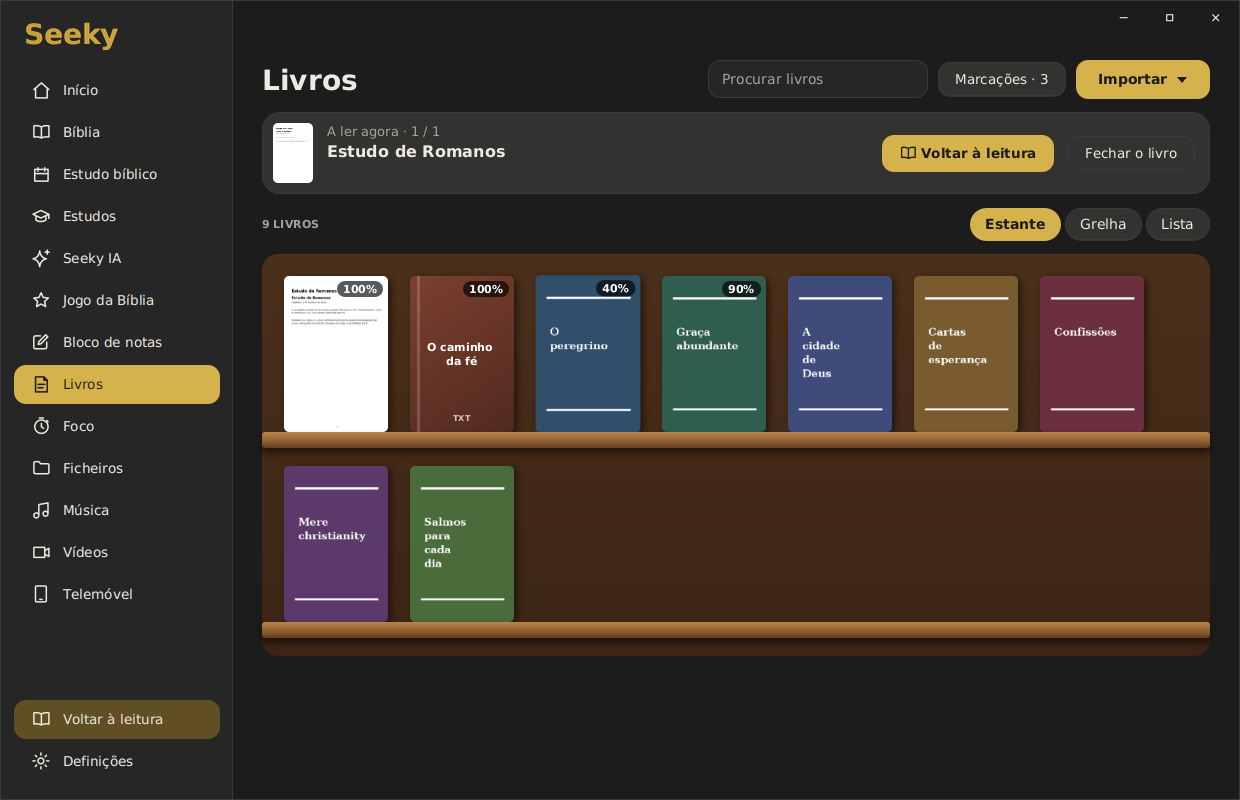 Seeky
Início
Bíblia
Estudo bíblico
Estudos
Seeky IA
Jogo da Bíblia
Bloco de notas
Livros
Foco
Ficheiros
Música
Vídeos
Telemóvel
Voltar à leitura
Definições
Livros
Procurar livros
Marcações · 3
Importar
A ler agora · 1 / 1
Estudo de Romanos
Voltar à leitura
Fechar o livro
9 LIVROS
Estante
Grelha
Lista
Estudo de Romanos
Estudo de Romanos
100%
100%
O caminho
da fé
TXT
40%
O
peregrino
90%
Graça
abundante
A
cidade
de
Deus
Cartas
de
esperança
Confissões
Mere
christianity
Salmos
para
cada
dia